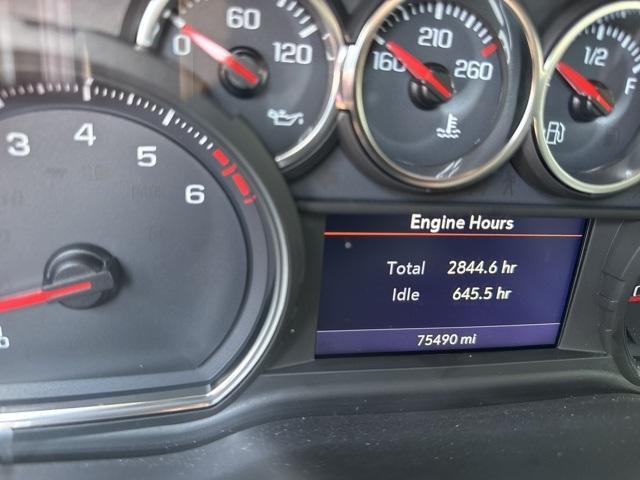 0 60 120
160 210 260
1/2 F
3 4 5 6
Engine Hours
Total 2844.6 hr
Idle 645.5 hr
75490 mi